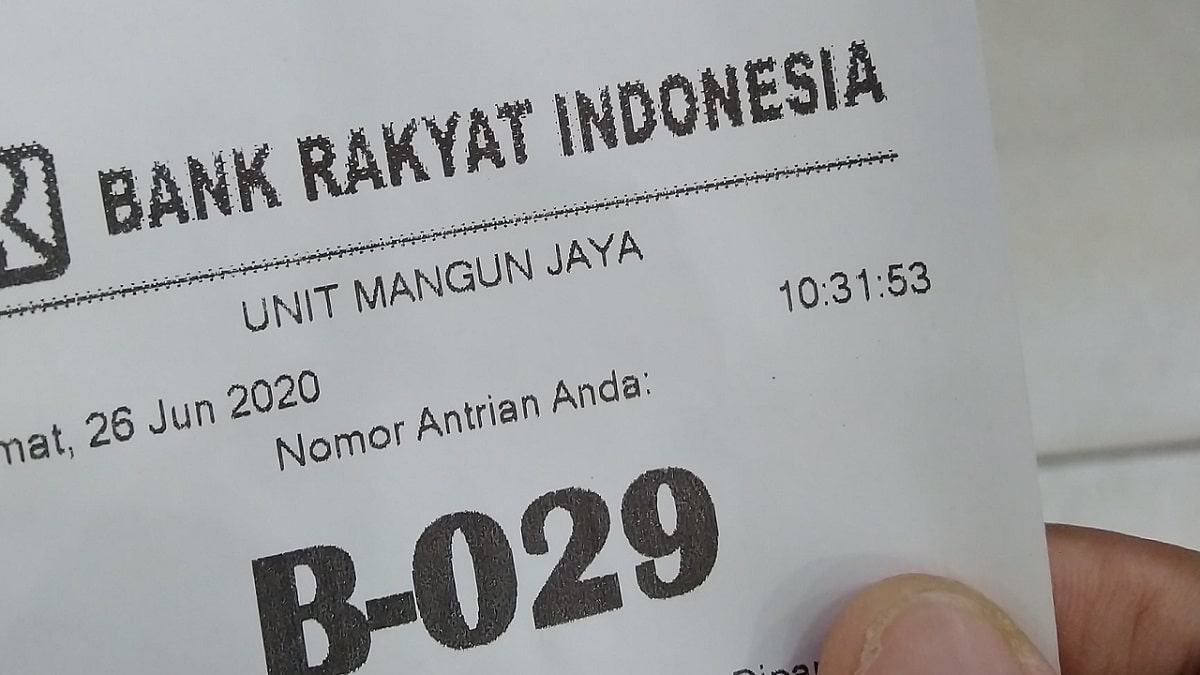 BANK RAKYAT INDONESIA
UNIT MANGUN JAYA
mat, 26 Jun 2020 10:31:53
Nomor Antrian Anda:
B-029